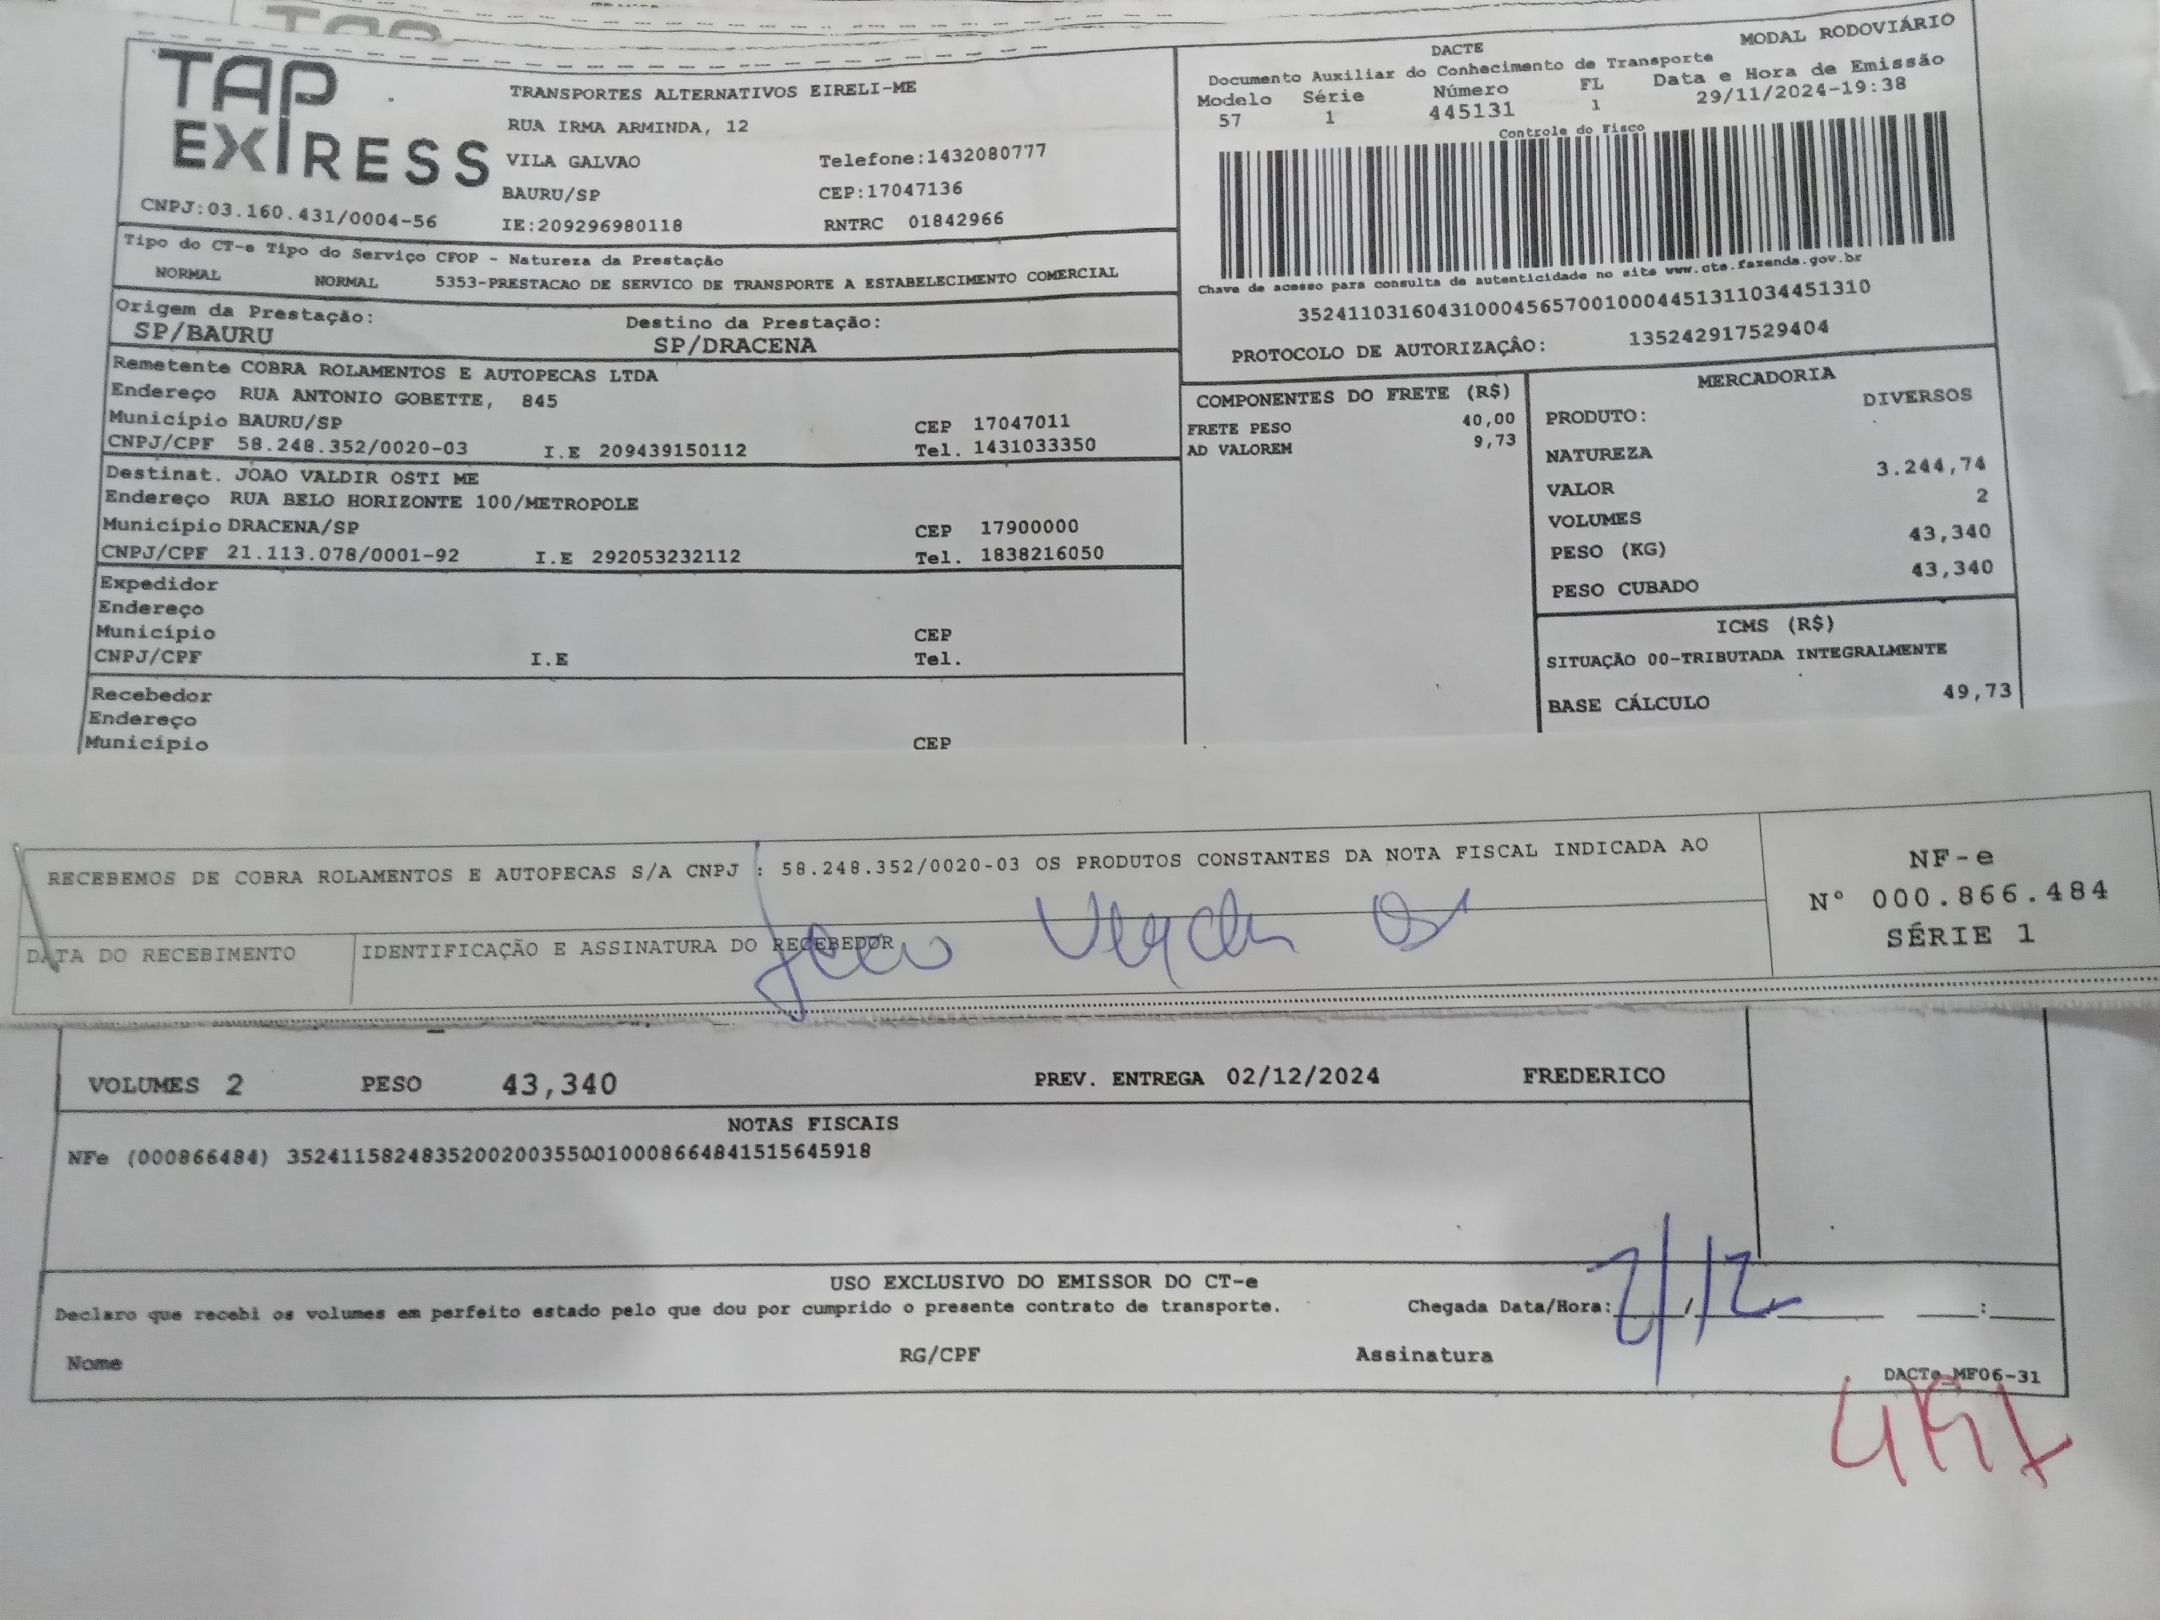 TAP
EXPRESS
CNPJ:03.160.431/0004-56
TRANSPORTES ALTERNATIVOS EIRELI-ME
RUA IRMA ARMINDA, 12
VILA GALVAO Telefone:1432080777
BAURU/SP CEP:17047136
IE:209296980118 RNTRC 01842966
DACTE MODAL RODOVIÁRIO
Documento Auxiliar do Conhecimento de Transporte
Modelo Série Número FL Data e Hora de Emissão
57 1 445131 1 29/11/2024-19:38
Controle do Fisco
Chave de acesso para consulta de autenticidade no site www.cte.fazenda.gov.br
35241103160431000456570010004451311034451310
PROTOCOLO DE AUTORIZAÇÂO: 135242917529404
Tipo do CT-e Tipo do Serviço CFOP - Natureza da Prestação
NORMAL NORMAL 5353-PRESTACAO DE SERVICO DE TRANSPORTE A ESTABELECIMENTO COMERCIAL
Origem da Prestação: Destino da Prestação:
SP/BAURU SP/DRACENA
Remetente COBRA ROLAMENTOS E AUTOPECAS LTDA
Endereço RUA ANTONIO GOBETTE, 845
Município BAURU/SP CEP 17047011
CNPJ/CPF 58.248.352/0020-03 I.E 209439150112 Tel. 1431033350
Destinat. JOAO VALDIR OSTI ME
Endereço RUA BELO HORIZONTE 100/METROPOLE
Município DRACENA/SP CEP 17900000
CNPJ/CPF 21.113.078/0001-92 I.E 292053232112 Tel. 1838216050
Expedidor
Endereço
Município CEP
CNPJ/CPF I.E Tel.
Recebedor
Endereço
Município CEP
COMPONENTES DO FRETE (R$)
FRETE PESO 40,00
AD VALOREM 9,73
MERCADORIA
PRODUTO: DIVERSOS
NATUREZA
VALOR 3.244,74
VOLUMES 2
PESO (KG) 43,340
PESO CUBADO 43,340
ICMS (R$)
SITUAÇÃO 00-TRIBUTADA INTEGRALMENTE
BASE CÁLCULO 49,73
RECEBEMOS DE COBRA ROLAMENTOS E AUTOPECAS S/A CNPJ : 58.248.352/0020-03 OS PRODUTOS CONSTANTES DA NOTA FISCAL INDICADA AO
DATA DO RECEBIMENTO IDENTIFICAÇÃO E ASSINATURA DO RECEBEDOR
NF-e
Nº 000.866.484
SÉRIE 1
VOLUMES 2 PESO 43,340 PREV. ENTREGA 02/12/2024 FREDERICO
NOTAS FISCAIS
NFe (000866484) 35241158248352002003550010008664841515645918
USO EXCLUSIVO DO EMISSOR DO CT-e
Declaro que recebi os volumes em perfeito estado pelo que dou por cumprido o presente contrato de transporte. Chegada Data/Hora: 2/12
Nome RG/CPF Assinatura
DACTe MF06-31